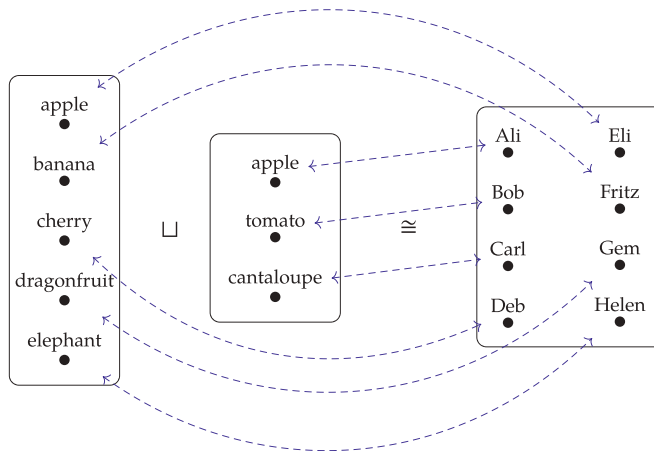 apple
banana
cherry
dragonfruit
elephant
⊔
apple
tomato
cantaloupe
≅
Ali Eli
Bob Fritz
Carl Gem
Deb Helen